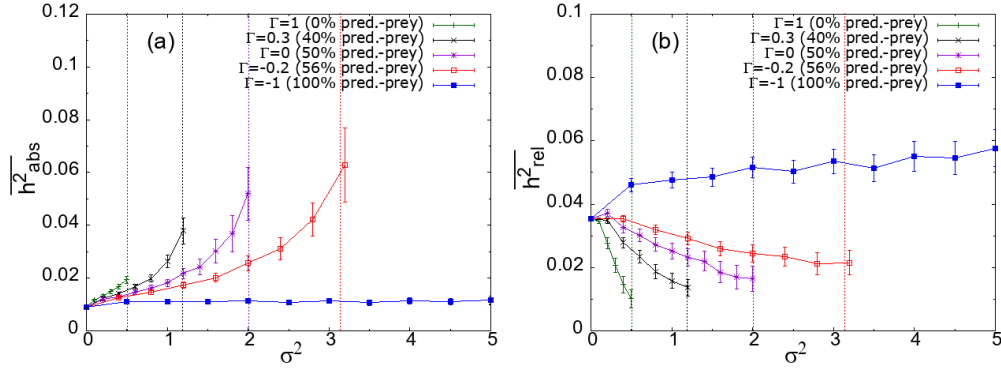 (a)
Γ=1 (0% pred.-prey)
Γ=0.3 (40% pred.-prey)
Γ=0 (50% pred.-prey)
Γ=-0.2 (56% pred.-prey)
Γ=-1 (100% pred.-prey)
0.12
0.1
0.08
0.06
0.04
0.02
0
h²abs
0 1 2 3 4 5
σ²
(b)
Γ=1 (0% pred.-prey)
Γ=0.3 (40% pred.-prey)
Γ=0 (50% pred.-prey)
Γ=-0.2 (56% pred.-prey)
Γ=-1 (100% pred.-prey)
0.1
0.08
0.06
0.04
0.02
0
h²rel
0 1 2 3 4 5
σ²